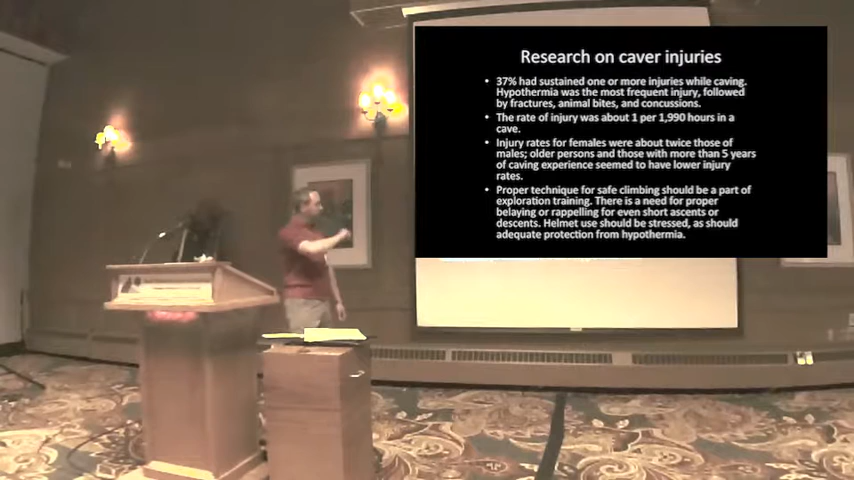 Research on caver injuries
• 37% had sustained one or more injuries while caving.
Hypothermia was the most frequent injury, followed
by fractures, animal bites, and concussions.
• The rate of injury was about 1 per 1,990 hours in a
cave.
• Injury rates for females were about twice those of
males; older persons and those with more than 5 years
of caving experience seemed to have lower injury
rates.
• Proper technique for safe climbing should be a part of
exploration training. There is a need for proper
belaying or rappelling for even short ascents or
descents. Helmet use should be stressed, as should
adequate protection from hypothermia.